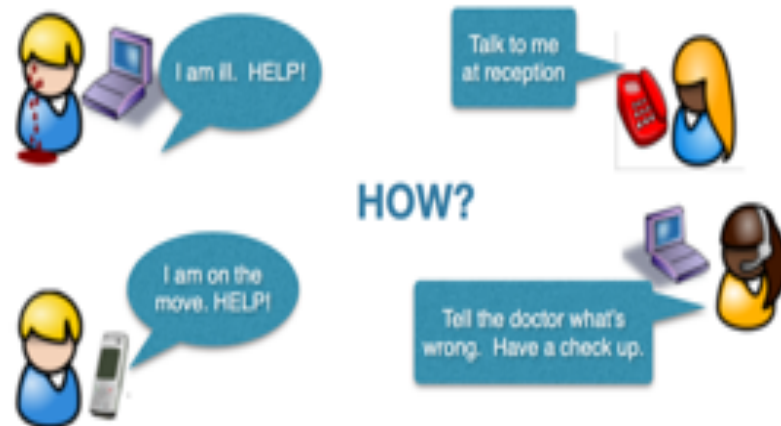 I am ill.  HELP!
Talk to me
at reception
HOW?
I am on the
move. HELP!
Tell the doctor what's
wrong.  Have a check up.